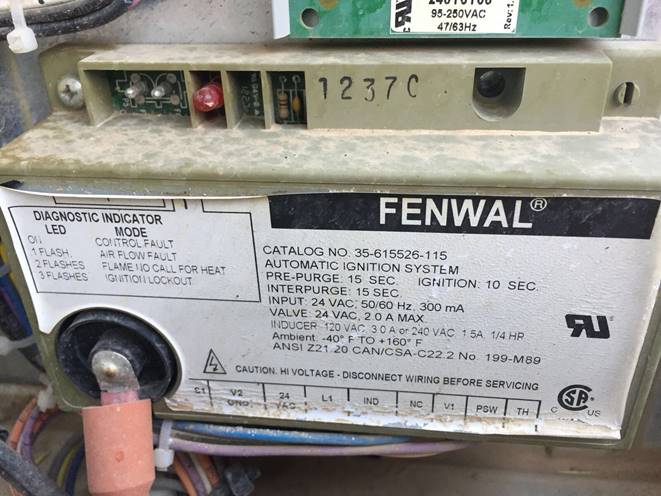 95-250VAC
47/63Hz
Rev:1.
1237C
FENWAL®
DIAGNOSTIC INDICATOR
LED MODE
ON CONTROL FAULT
1 FLASH AIR FLOW FAULT
2 FLASHES FLAME NO CALL FOR HEAT
3 FLASHES IGNITION LOCKOUT
CATALOG NO. 35-615526-115
AUTOMATIC IGNITION SYSTEM
PRE-PURGE: 15 SEC. IGNITION: 10 SEC.
INTERPURGE: 15 SEC.
INPUT: 24 VAC, 50/60 Hz, 300 mA
VALVE: 24 VAC, 2.0 A MAX.
INDUCER: 120 VAC, 3.0 A or 240 VAC, 1.5A, 1/4 HP
Ambient: -40° F TO +160° F
ANSI Z21.20 CAN/CSA-C22.2 No. 199-M89
CAUTION: HI VOLTAGE - DISCONNECT WIRING BEFORE SERVICING
S1 V2 24 L1 IND NC V1 PSW TH
GND VAC
C US